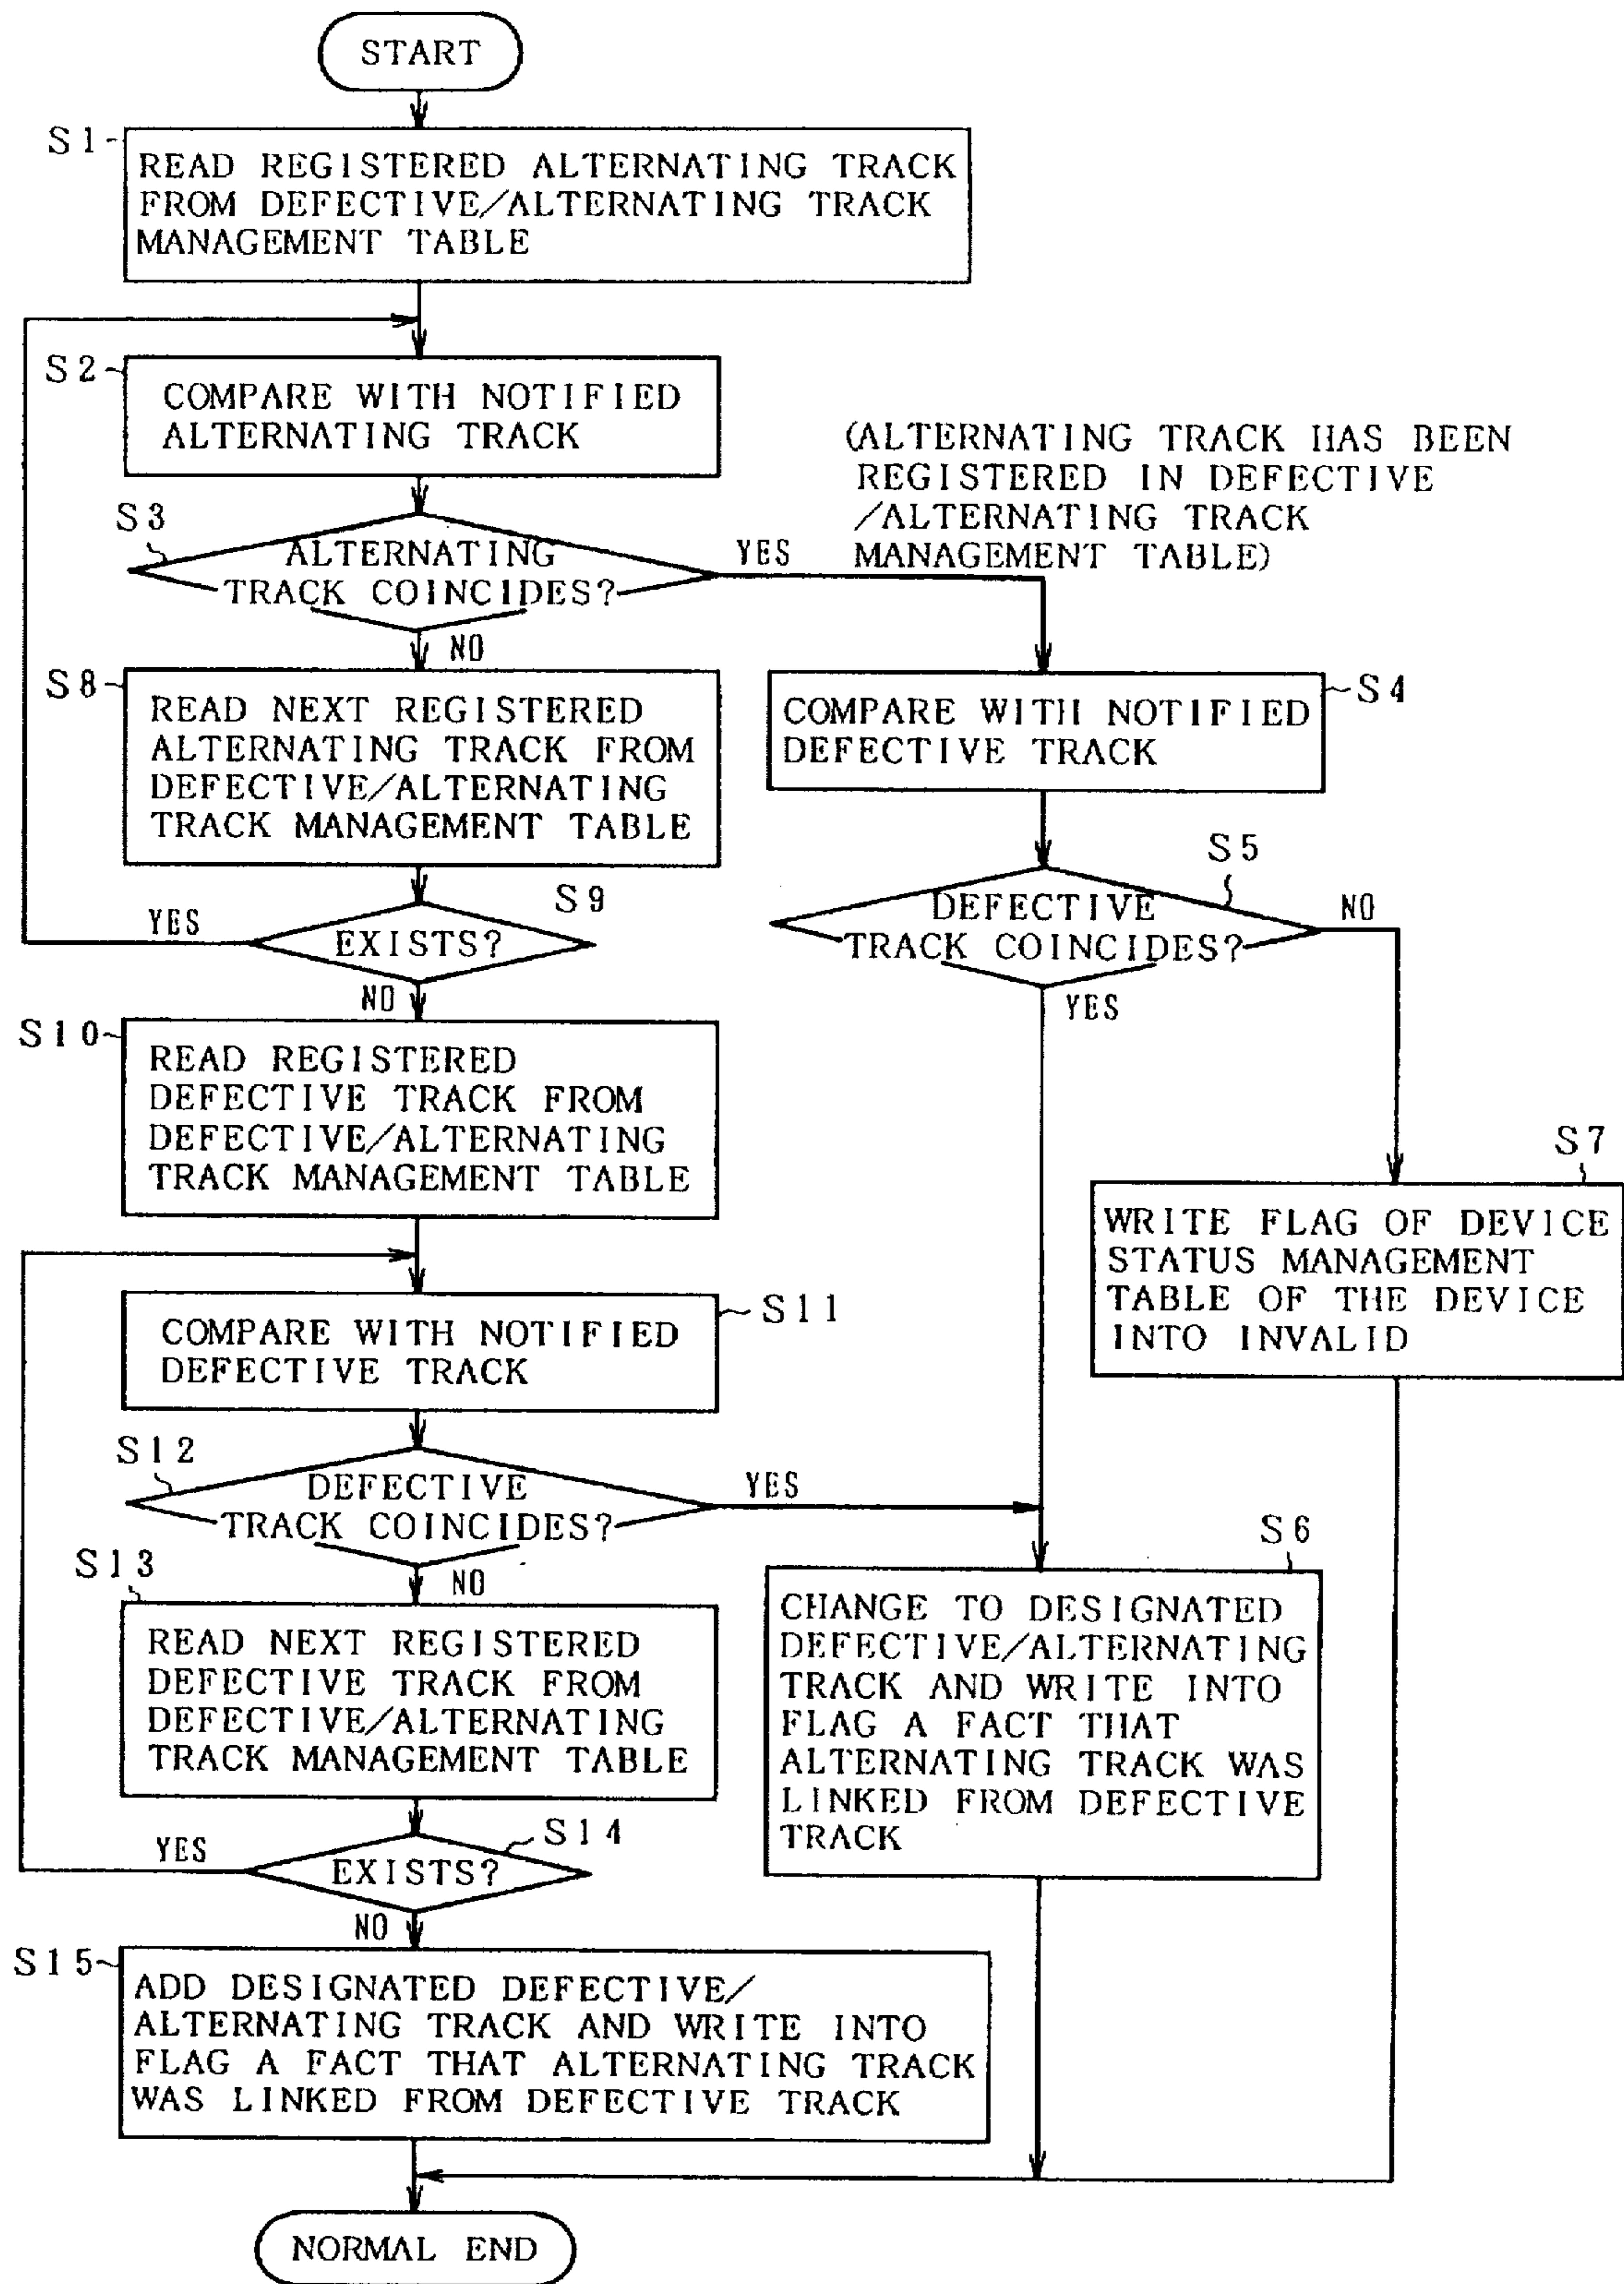 START
S1
READ REGISTERED ALTERNATING TRACK
FROM DEFECTIVE/ALTERNATING TRACK
MANAGEMENT TABLE
S2
COMPARE WITH NOTIFIED
ALTERNATING TRACK
(ALTERNATING TRACK HAS BEEN
REGISTERED IN DEFECTIVE
/ALTERNATING TRACK
MANAGEMENT TABLE)
S3
ALTERNATING
TRACK COINCIDES?
YES
NO
S8
READ NEXT REGISTERED
ALTERNATING TRACK FROM
DEFECTIVE/ALTERNATING
TRACK MANAGEMENT TABLE
S4
COMPARE WITH NOTIFIED
DEFECTIVE TRACK
S9
EXISTS?
YES
NO
S5
DEFECTIVE
TRACK COINCIDES?
NO
YES
S10
READ REGISTERED
DEFECTIVE TRACK FROM
DEFECTIVE/ALTERNATING
TRACK MANAGEMENT TABLE
S7
WRITE FLAG OF DEVICE
STATUS MANAGEMENT
TABLE OF THE DEVICE
INTO INVALID
S11
COMPARE WITH NOTIFIED
DEFECTIVE TRACK
S12
DEFECTIVE
TRACK COINCIDES?
YES
NO
S13
READ NEXT REGISTERED
DEFECTIVE TRACK FROM
DEFECTIVE/ALTERNATING
TRACK MANAGEMENT TABLE
S6
CHANGE TO DESIGNATED
DEFECTIVE/ALTERNATING
TRACK AND WRITE INTO
FLAG A FACT THAT
ALTERNATING TRACK WAS
LINKED FROM DEFECTIVE
TRACK
S14
EXISTS?
YES
NO
S15
ADD DESIGNATED DEFECTIVE/
ALTERNATING TRACK AND WRITE INTO
FLAG A FACT THAT ALTERNATING TRACK
WAS LINKED FROM DEFECTIVE TRACK
NORMAL END